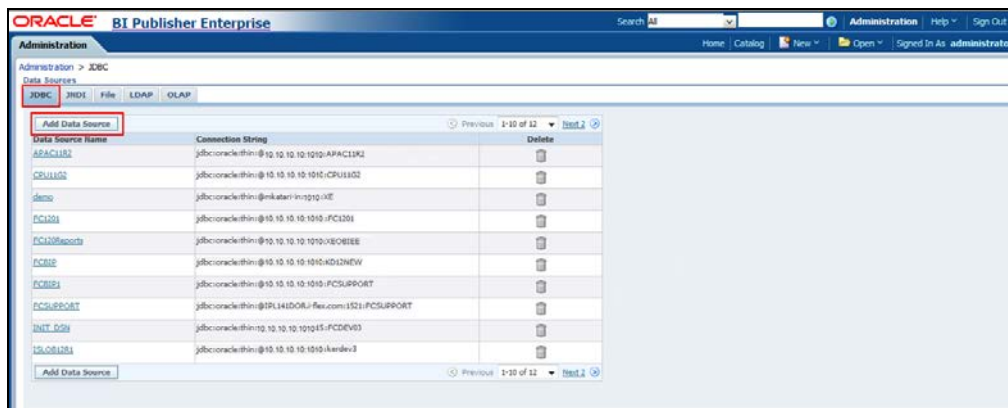 ORACLE BI Publisher Enterprise Search All Administration Help Sign Out
Administration Home Catalog New Open Signed In As administrato
Administration > JDBC
Data Sources
JDBC JNDI File LDAP OLAP
Add Data Source Previous 1-10 of 12 Next 2
Data Source Name Connection String Delete
APAC11R2 jdbc:oracle:thin:@10.10.10.10:1010:APAC11R2
CPU11G2 jdbc:oracle:thin:@10.10.10.10:1010:CPU11G2
demo jdbc:oracle:thin:@mkatari-in:1010:XE
FC1201 jdbc:oracle:thin:@10.10.10.10:1010:FC1201
FC120Reports jdbc:oracle:thin:@10.10.10.10:1010:XEOBIEE
FCBIP jdbc:oracle:thin:@10.10.10.10:1010:KD12NEW
FCBIP1 jdbc:oracle:thin:@10.10.10.10:1010:FCSUPPORT
FCSUPPORT jdbc:oracle:thin:@IPL141DOR.i-flex.com:1521:FCSUPPORT
INIT_DSN jdbc:oracle:thin:10.10.10.10:101045:FCDEV03
ISLOB12R1 jdbc:oracle:thin:@10.10.10.10:1010:kardev3
Add Data Source Previous 1-10 of 12 Next 2